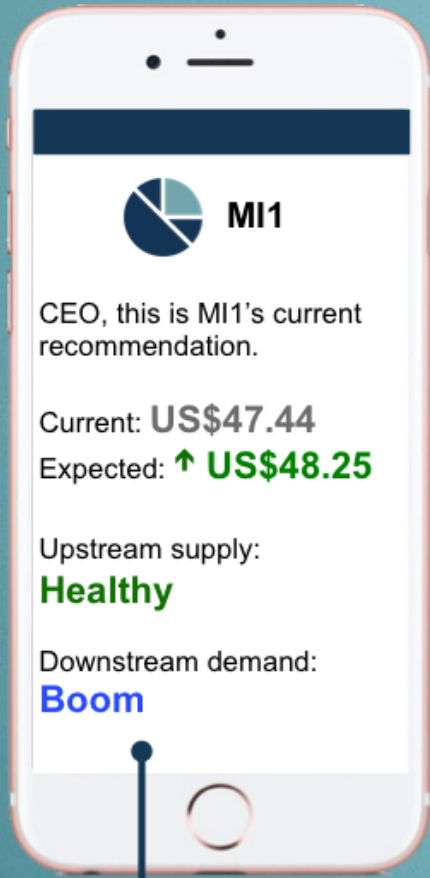 MI1
CEO, this is MI1's current
recommendation.
Current: US$47.44
Expected: ↑ US$48.25
Upstream supply:
Healthy
Downstream demand:
Boom